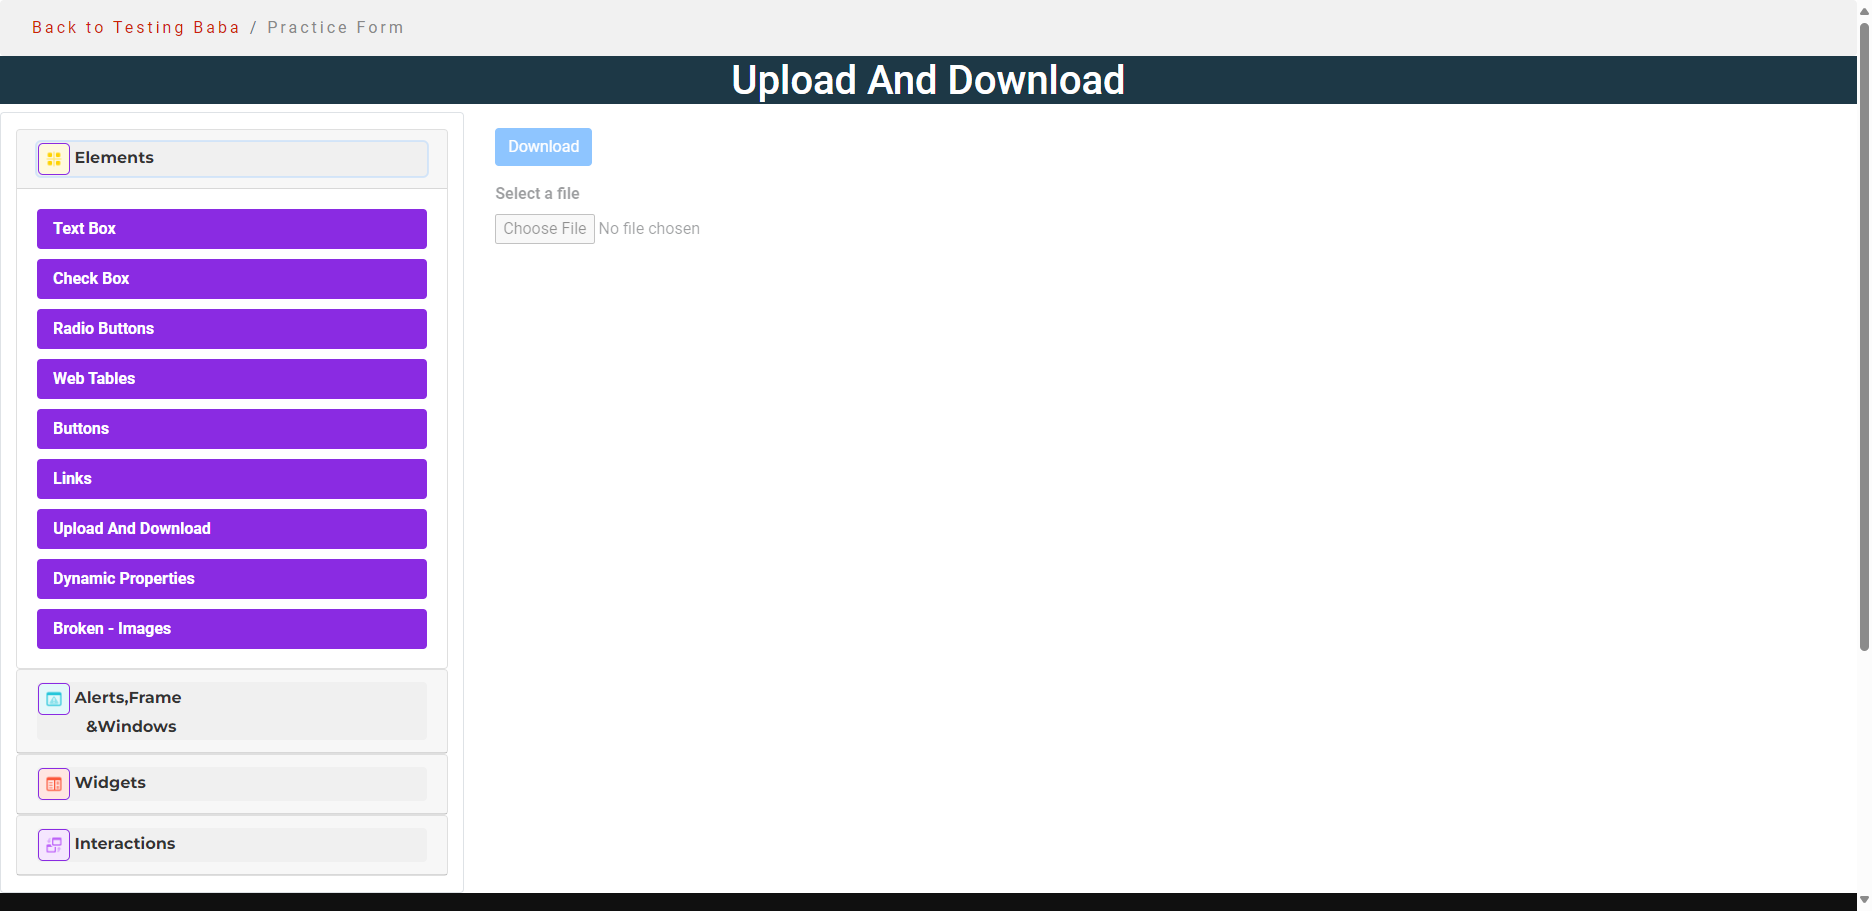 Back to Testing Baba / Practice Form
Upload And Download
Elements
Text Box
Check Box
Radio Buttons
Web Tables
Buttons
Links
Upload And Download
Dynamic Properties
Broken - Images
Alerts,Frame
&Windows
Widgets
Interactions
Download
Select a file
Choose File No file chosen